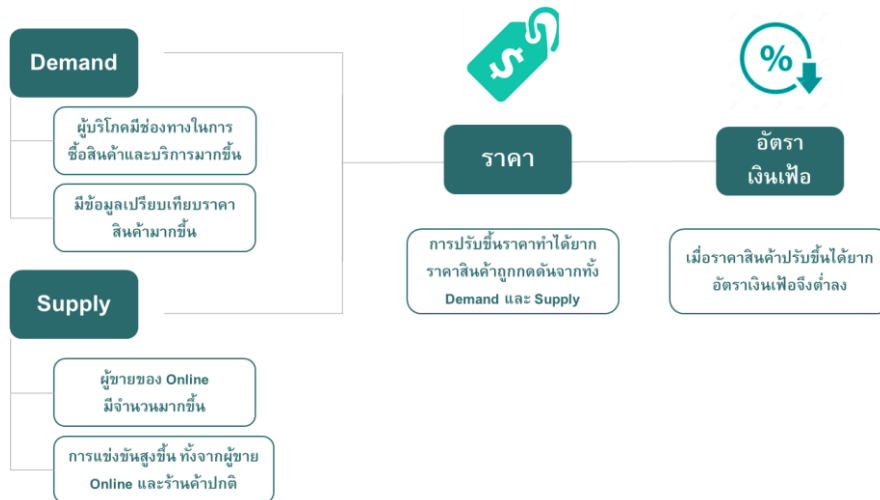 Demand
ผู้บริโภคมีช่องทางในการ
ซื้อสินค้าและบริการมากขึ้น
มีข้อมูลเปรียบเทียบราคา
สินค้ามากขึ้น
Supply
ผู้ขายของ Online
มีจำนวนมากขึ้น
การแข่งขันสูงขึ้น ทั้งจากผู้ขาย
Online และร้านค้าปกติ
$
ราคา
การปรับขึ้นราคาทำได้ยาก
ราคาสินค้าถูกกดดันจากทั้ง
Demand และ Supply
%
อัตรา
เงินเฟ้อ
เมื่อราคาสินค้าปรับขึ้นได้ยาก
อัตราเงินเฟ้อจึงต่ำลง